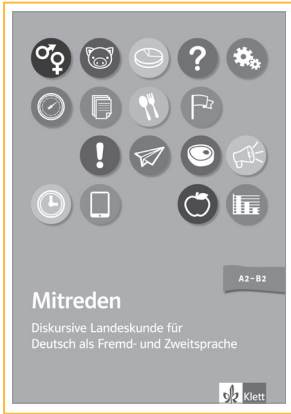 A2–B2
Mitreden
Diskursive Landeskunde für
Deutsch als Fremd- und Zweitsprache
Klett